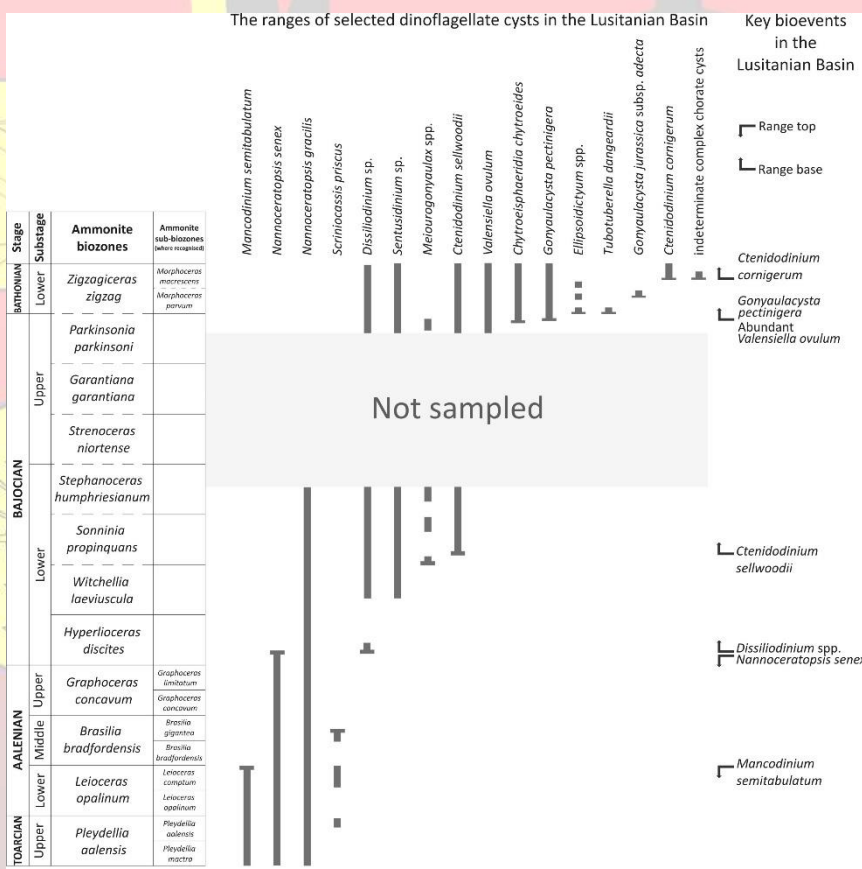 The ranges of selected dinoflagellate cysts in the Lusitanian Basin
Key bioevents
in the
Lusitanian Basin
Mancodinium semitabulatum
Nannoceratopsis senex
Nannoceratopsis gracilis
Scriniocassis priscus
Dissiliodinium sp.
Sentusidinium sp.
Meiourogonyaulax spp.
Ctenidodinium sellwoodii
Valensiella ovulum
Chytroeisphaeridia chytroeides
Gonyaulacysta pectinigera
Ellipsoidictyum spp.
Tubotuberella dangeardii
Gonyaulacysta jurassica subsp. adecta
Ctenidodinium cornigerum
indeterminate complex chorate cysts
Range top
Range base
Stage
Substage
Ammonite
biozones
Ammonite
sub-biozones
(where recognised)
BATHONIAN
Lower
Zigzagiceras
zigzag
Morphoceras
macrescens
Morphoceras
parvum
Ctenidodinium
cornigerum
Gonyaulacysta
pectinigera
Abundant
Valensiella ovulum
BAJOCIAN
Upper
Parkinsonia
parkinsoni
Garantiana
garantiana
Strenoceras
niortense
Not sampled
Lower
Stephanoceras
humphriesianum
Sonninia
propinquans
Witchellia
laeviuscula
Hyperlioceras
discites
Ctenidodinium
sellwoodii
Dissiliodinium spp.
Nannoceratopsis senex
AALENIAN
Upper
Graphoceras
concavum
Graphoceras
limitatum
Graphoceras
concavum
Middle
Brasilia
bradfordensis
Brasilia
gigantea
Brasilia
bradfordensis
Lower
Leioceras
opalinum
Leioceras
comptum
Leioceras
opalinum
Mancodinium
semitabulatum
TOARCIAN
Upper
Pleydellia
aalensis
Pleydellia
aalensis
Pleydellia
mactra